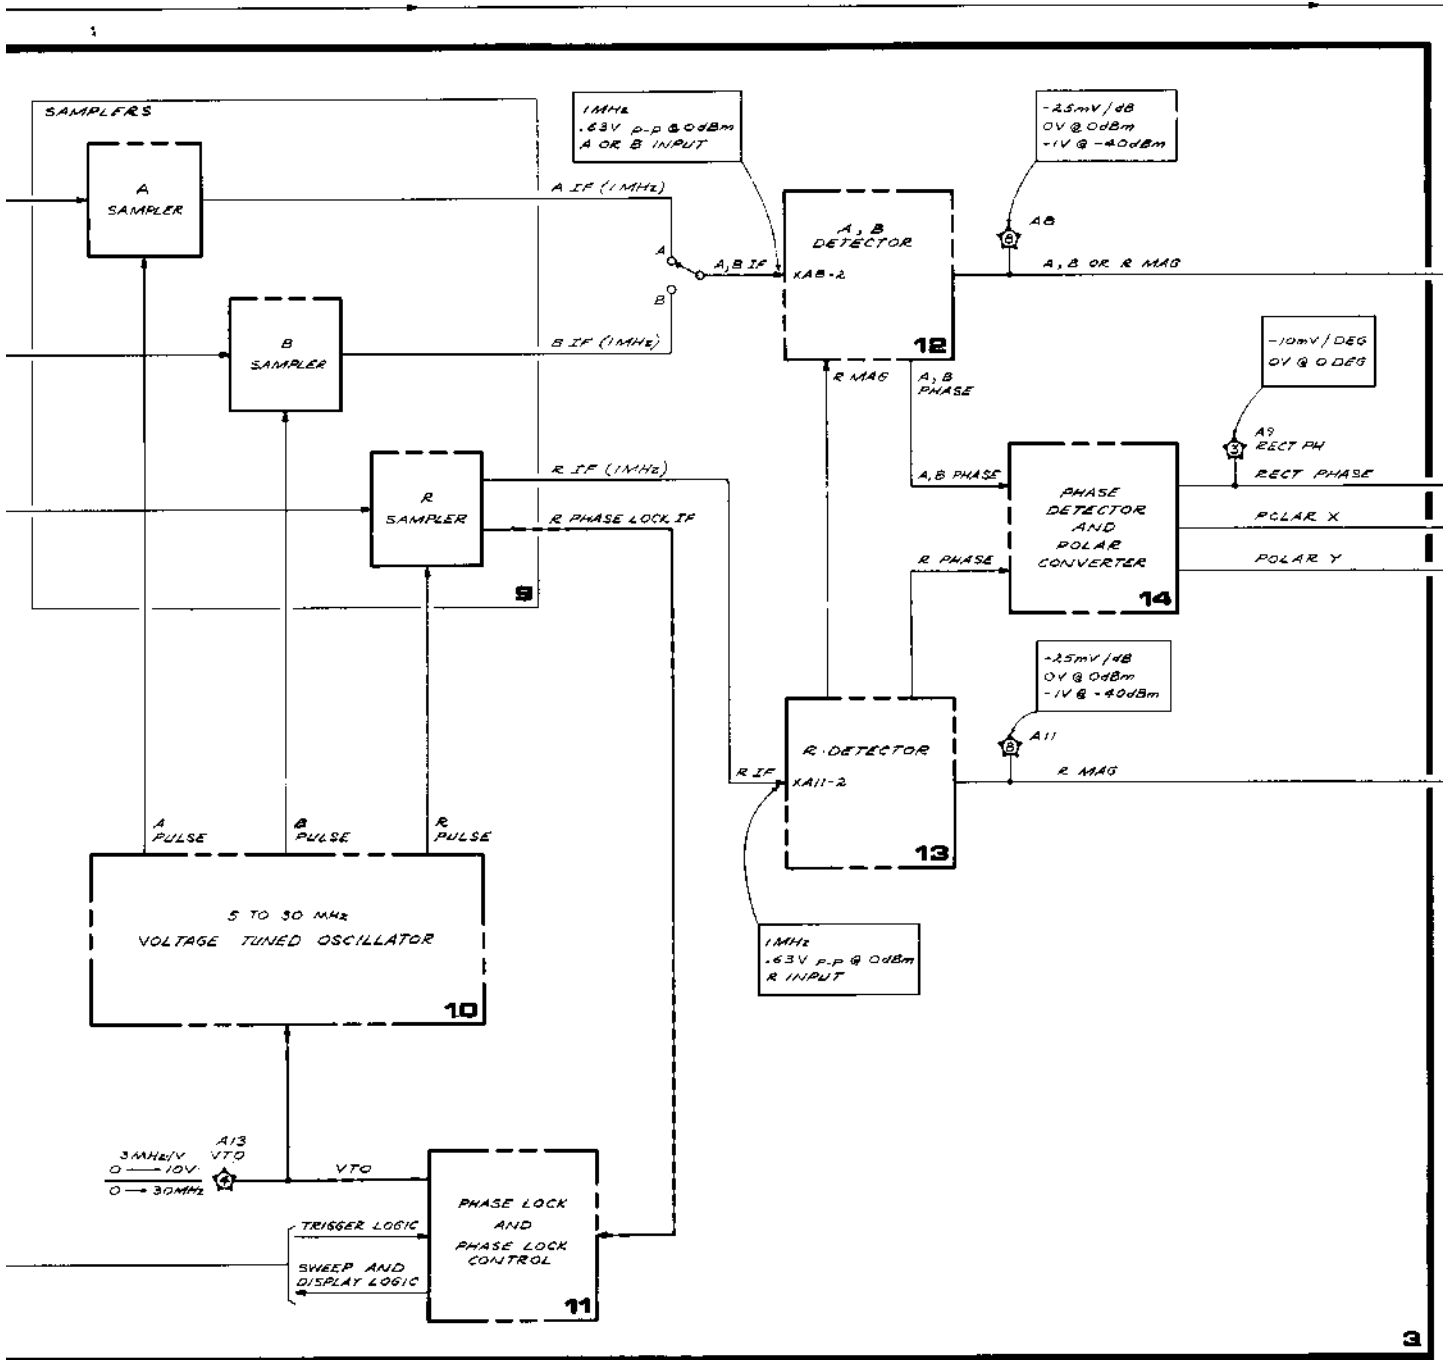 SAMPLERS
A
SAMPLER
B
SAMPLER
R
SAMPLER
9
A IF (1MHz)
B IF (1MHz)
R IF (1MHz)
R PHASE LOCK IF
A
B
A, B IF
1MHz
.63V p-p @ 0dBm
A OR B INPUT
A, B
DETECTOR
XA8-2
12
-25mV/dB
0V @ 0dBm
-1V @ -40dBm
A8
8
A, B OR R MAG
R MAG
A, B
PHASE
-10mV/DEG
0V @ 0 DEG
A9
RECT PH
3
A, B PHASE
R PHASE
PHASE
DETECTOR
AND
POLAR
CONVERTER
14
RECT PHASE
POLAR X
POLAR Y
-25mV/dB
0V @ 0dBm
-1V @ -40dBm
A11
8
R MAG
R IF
R DETECTOR
XA11-2
13
1MHz
.63V p-p @ 0dBm
R INPUT
A
PULSE
B
PULSE
R
PULSE
5 TO 30 MHz
VOLTAGE TUNED OSCILLATOR
10
A13
VTO
4
3MHz/V
0 → 10V
0 → 30MHz
VTO
TRIGGER LOGIC
SWEEP AND
DISPLAY LOGIC
PHASE LOCK
AND
PHASE LOCK
CONTROL
11
3